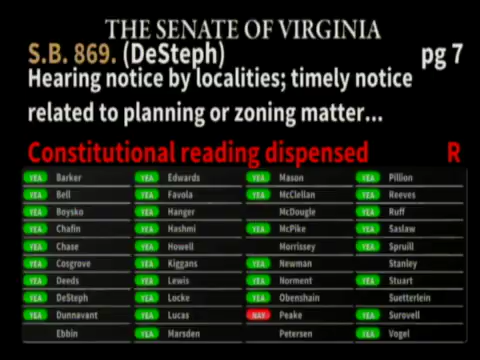 THE SENATE OF VIRGINIA
S.B. 869. (DeSteph) pg 7
Hearing notice by localities; timely notice
related to planning or zoning matter...
Constitutional reading dispensed R
YEA Barker YEA Edwards YEA Mason YEA Pillion
YEA Bell YEA Favola YEA McClellan YEA Reeves
YEA Boysko YEA Hanger McDougle YEA Ruff
YEA Chafin YEA Hashmi YEA McPike YEA Saslaw
YEA Chase YEA Howell Morrissey YEA Spruill
YEA Cosgrove YEA Kiggans YEA Newman Stanley
YEA Deeds YEA Lewis YEA Norment YEA Stuart
YEA DeSteph YEA Locke YEA Obenshain Suetterlein
YEA Dunnavant YEA Lucas NAY Peake YEA Surovell
Ebbin YEA Marsden Petersen YEA Vogel